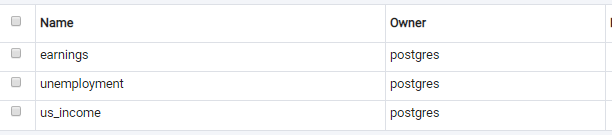 Name Owner
earnings postgres
unemployment postgres
us_income postgres